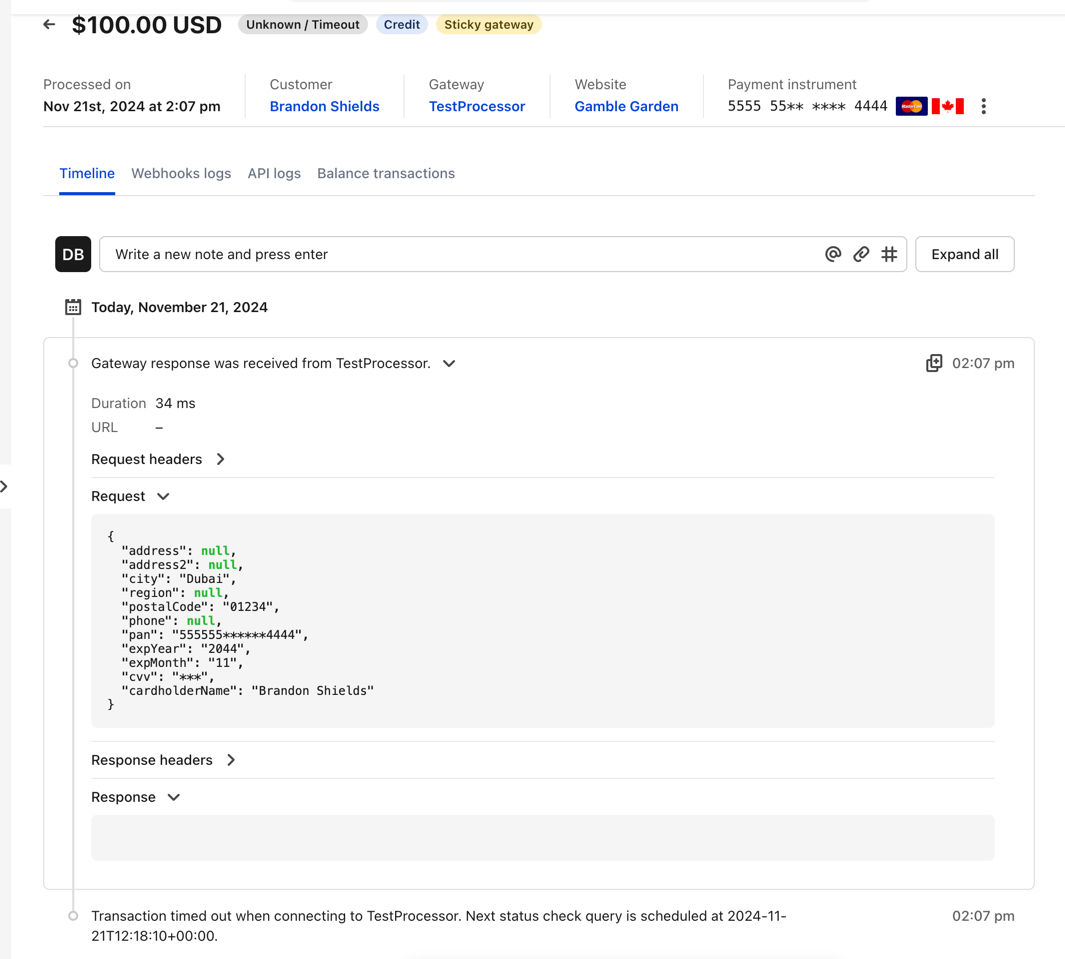 $100.00 USD Unknown / Timeout Credit Sticky gateway
Processed on Customer Gateway Website Payment instrument
Nov 21st, 2024 at 2:07 pm Brandon Shields TestProcessor Gamble Garden 5555 55** **** 4444 MasterCard
Timeline Webhooks logs API logs Balance transactions
DB Write a new note and press enter Expand all
Today, November 21, 2024
Gateway response was received from TestProcessor. 02:07 pm
Duration 34 ms
URL –
Request headers
Request
{
"address": null,
"address2": null,
"city": "Dubai",
"region": null,
"postalCode": "01234",
"phone": null,
"pan": "555555******4444",
"expYear": "2044",
"expMonth": "11",
"cvv": "***",
"cardholderName": "Brandon Shields"
}
Response headers
Response
Transaction timed out when connecting to TestProcessor. Next status check query is scheduled at 2024-11- 02:07 pm
21T12:18:10+00:00.